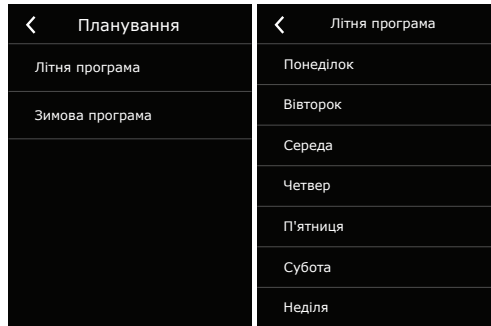 Планування
Літня програма
Зимова програма
Літня програма
Понеділок
Вівторок
Середа
Четвер
П'ятниця
Субота
Неділя